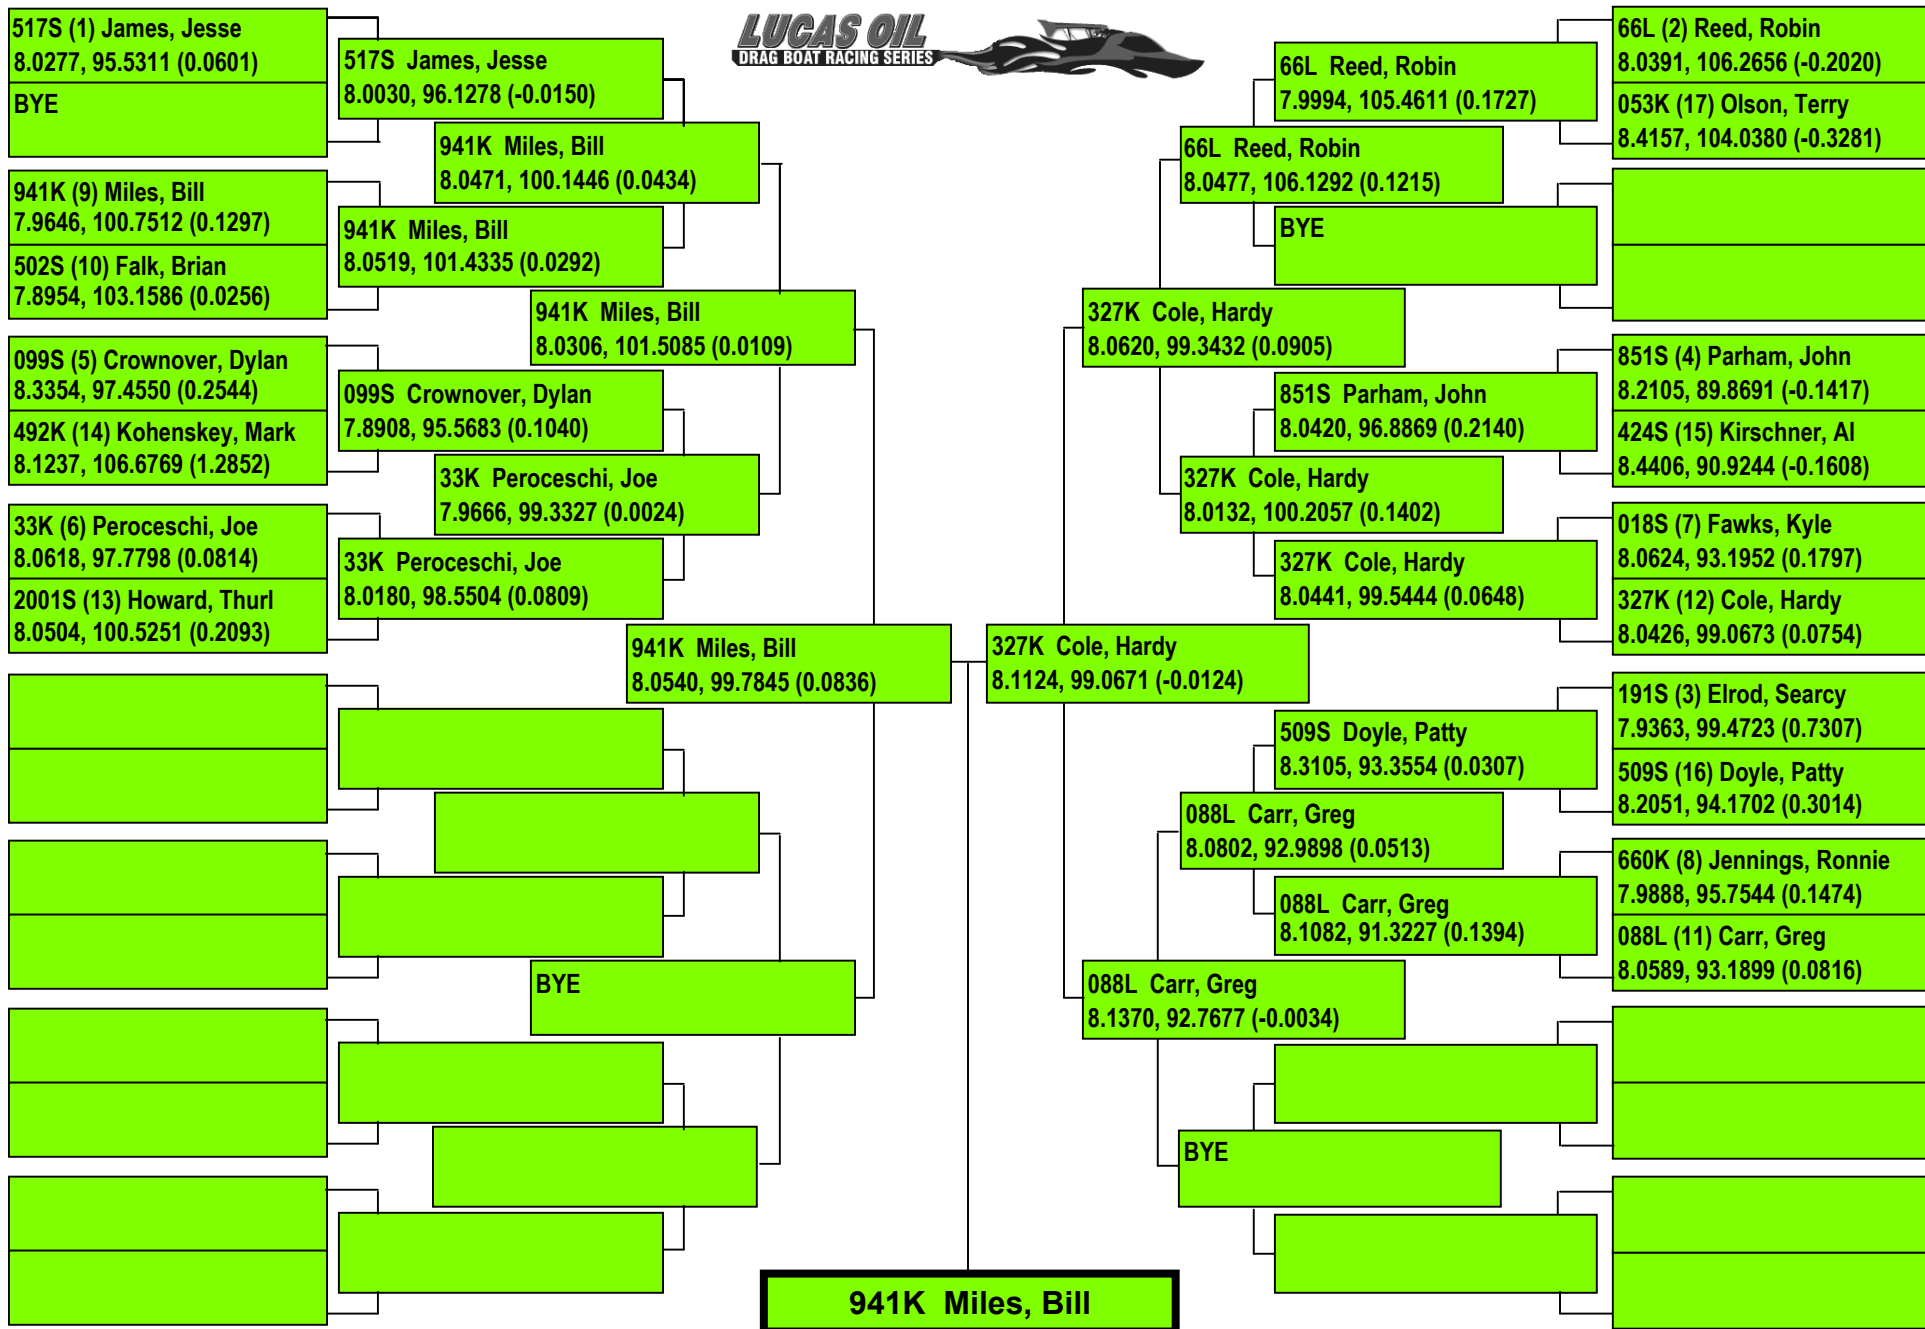 LUCAS OIL
DRAG BOAT RACING SERIES
517S (1) James, Jesse
8.0277, 95.5311 (0.0601)
BYE
941K (9) Miles, Bill
7.9646, 100.7512 (0.1297)
502S (10) Falk, Brian
7.8954, 103.1586 (0.0256)
099S (5) Crownover, Dylan
8.3354, 97.4550 (0.2544)
492K (14) Kohenskey, Mark
8.1237, 106.6769 (1.2852)
33K (6) Peroceschi, Joe
8.0618, 97.7798 (0.0814)
2001S (13) Howard, Thurl
8.0504, 100.5251 (0.2093)
517S James, Jesse
8.0030, 96.1278 (-0.0150)
941K Miles, Bill
8.0519, 101.4335 (0.0292)
099S Crownover, Dylan
7.8908, 95.5683 (0.1040)
33K Peroceschi, Joe
8.0180, 98.5504 (0.0809)
941K Miles, Bill
8.0471, 100.1446 (0.0434)
33K Peroceschi, Joe
7.9666, 99.3327 (0.0024)
941K Miles, Bill
8.0306, 101.5085 (0.0109)
BYE
941K Miles, Bill
8.0540, 99.7845 (0.0836)
327K Cole, Hardy
8.1124, 99.0671 (-0.0124)
327K Cole, Hardy
8.0620, 99.3432 (0.0905)
088L Carr, Greg
8.1370, 92.7677 (-0.0034)
66L Reed, Robin
8.0477, 106.1292 (0.1215)
327K Cole, Hardy
8.0132, 100.2057 (0.1402)
088L Carr, Greg
8.0802, 92.9898 (0.0513)
BYE
66L Reed, Robin
7.9994, 105.4611 (0.1727)
BYE
851S Parham, John
8.0420, 96.8869 (0.2140)
327K Cole, Hardy
8.0441, 99.5444 (0.0648)
509S Doyle, Patty
8.3105, 93.3554 (0.0307)
088L Carr, Greg
8.1082, 91.3227 (0.1394)
66L (2) Reed, Robin
8.0391, 106.2656 (-0.2020)
053K (17) Olson, Terry
8.4157, 104.0380 (-0.3281)
851S (4) Parham, John
8.2105, 89.8691 (-0.1417)
424S (15) Kirschner, Al
8.4406, 90.9244 (-0.1608)
018S (7) Fawks, Kyle
8.0624, 93.1952 (0.1797)
327K (12) Cole, Hardy
8.0426, 99.0673 (0.0754)
191S (3) Elrod, Searcy
7.9363, 99.4723 (0.7307)
509S (16) Doyle, Patty
8.2051, 94.1702 (0.3014)
660K (8) Jennings, Ronnie
7.9888, 95.7544 (0.1474)
088L (11) Carr, Greg
8.0589, 93.1899 (0.0816)
941K Miles, Bill